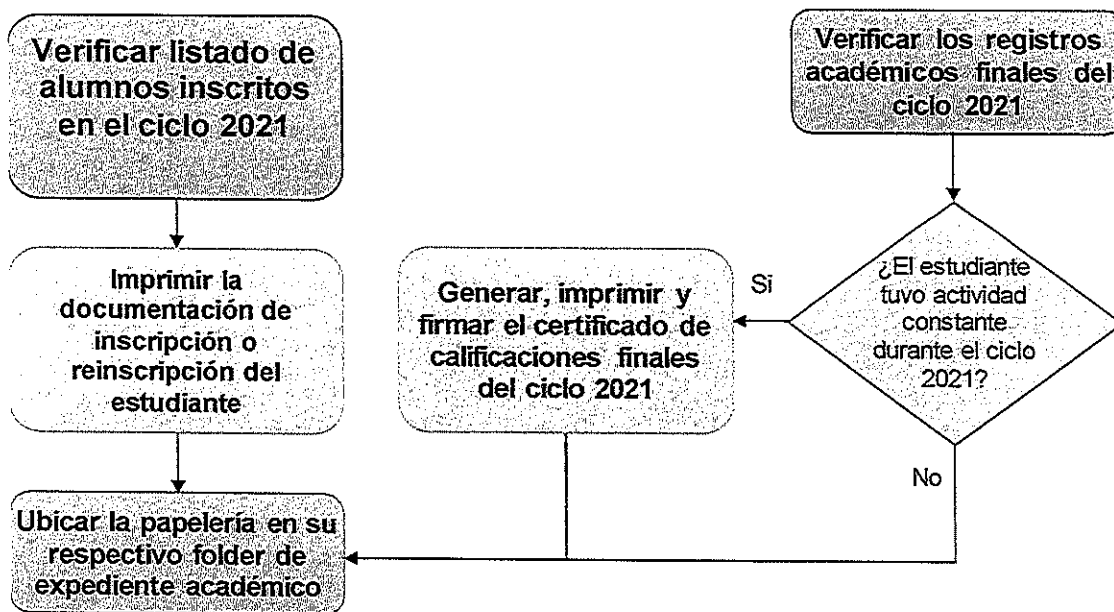 Verificar listado de
alumnos inscritos
en el ciclo 2021
Imprimir la
documentación de
inscripción o
reinscripción del
estudiante
Ubicar la papelería en su
respectivo folder de
expediente académico
Verificar los registros
académicos finales del
ciclo 2021
¿El estudiante
tuvo actividad
constante
durante el ciclo
2021?
Si
Generar, imprimir y
firmar el certificado de
calificaciones finales
del ciclo 2021
No